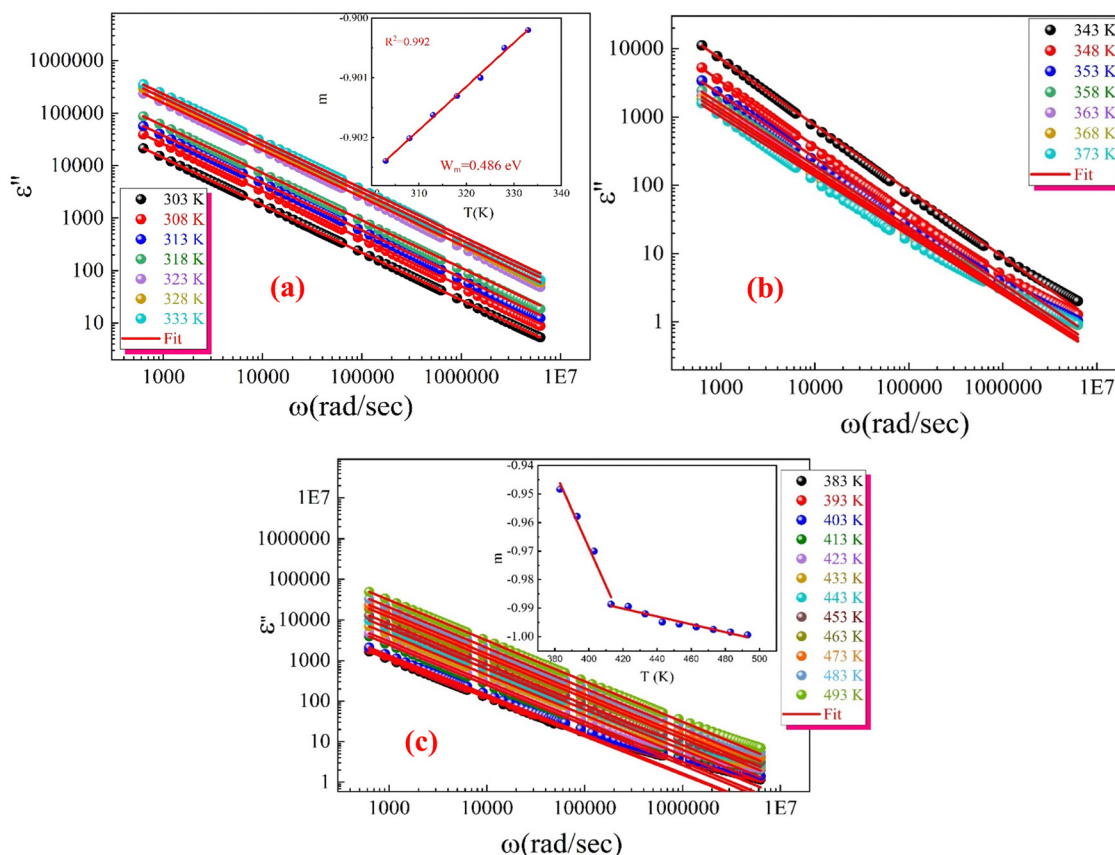 ε''
1000000
100000
10000
1000
100
10
1000
10000
100000
1000000
1E7
ω(rad/sec)
303 K
308 K
313 K
318 K
323 K
328 K
333 K
Fit
(a)
-0.900
-0.901
-0.902
m
R²=0.992
Wm=0.486 eV
310
320
330
340
T(K)
ε''
10000
1000
100
10
1
1000
10000
100000
1000000
1E7
ω(rad/sec)
343 K
348 K
353 K
358 K
363 K
368 K
373 K
Fit
(b)
ε''
1E7
1000000
100000
10000
1000
100
10
1
1000
10000
100000
1000000
1E7
ω(rad/sec)
(c)
-0.94
-0.95
-0.96
-0.97
-0.98
-0.99
-1.00
m
380
400
420
440
460
480
500
T (K)
383 K
393 K
403 K
413 K
423 K
433 K
443 K
453 K
463 K
473 K
483 K
493 K
Fit